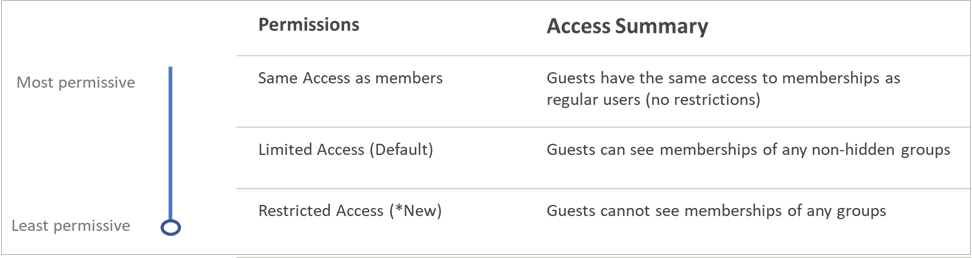 Permissions
Access Summary
Most permissive
Same Access as members
Guests have the same access to memberships as
regular users (no restrictions)
Limited Access (Default)
Guests can see memberships of any non-hidden groups
Least permissive
Restricted Access (*New)
Guests cannot see memberships of any groups